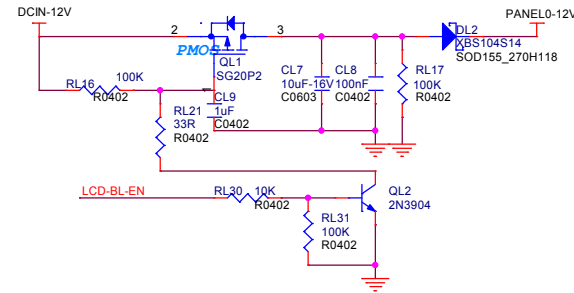 DCIN-12V
PANEL0-12V
2
3
PMOS
QL1
SG20P2
DL2
XBS104S14
SOD155_270H118
RL16
100K
R0402
CL9
1uF
C0402
CL7
10uF-16V
C0603
CL8
100nF
C0402
RL17
100K
R0402
RL21
33R
R0402
1
LCD-BL-EN
RL30
10K
R0402
QL2
2N3904
RL31
100K
R0402